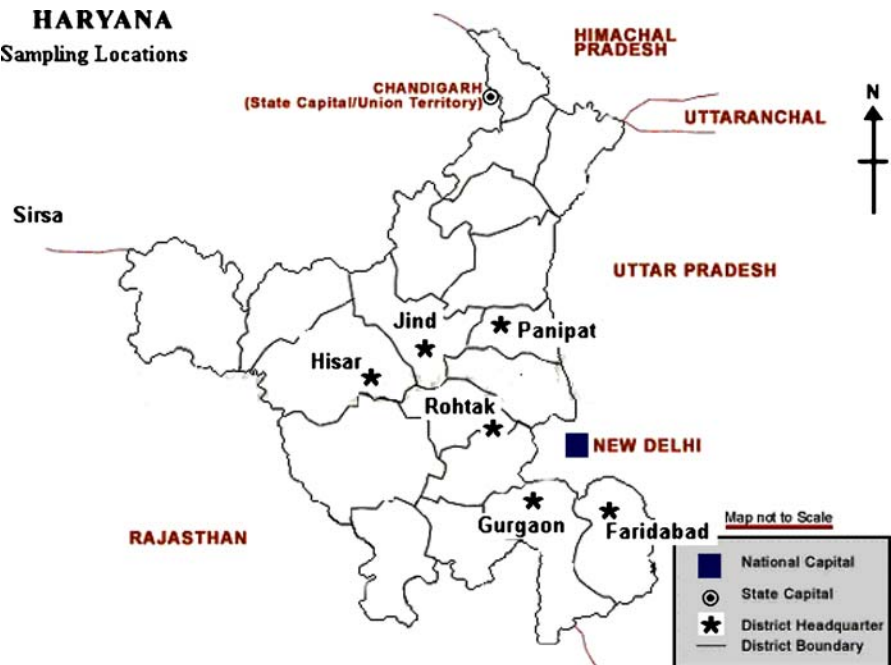 HARYANA
Sampling Locations
HIMACHAL
PRADESH
CHANDIGARH
(State Capital/Union Territory)
N
UTTARANCHAL
Sirsa
UTTAR PRADESH
Jind
Panipat
Hisar
Rohtak
NEW DELHI
RAJASTHAN
Gurgaon
Faridabad
Map not to Scale
National Capital
State Capital
District Headquarter
District Boundary